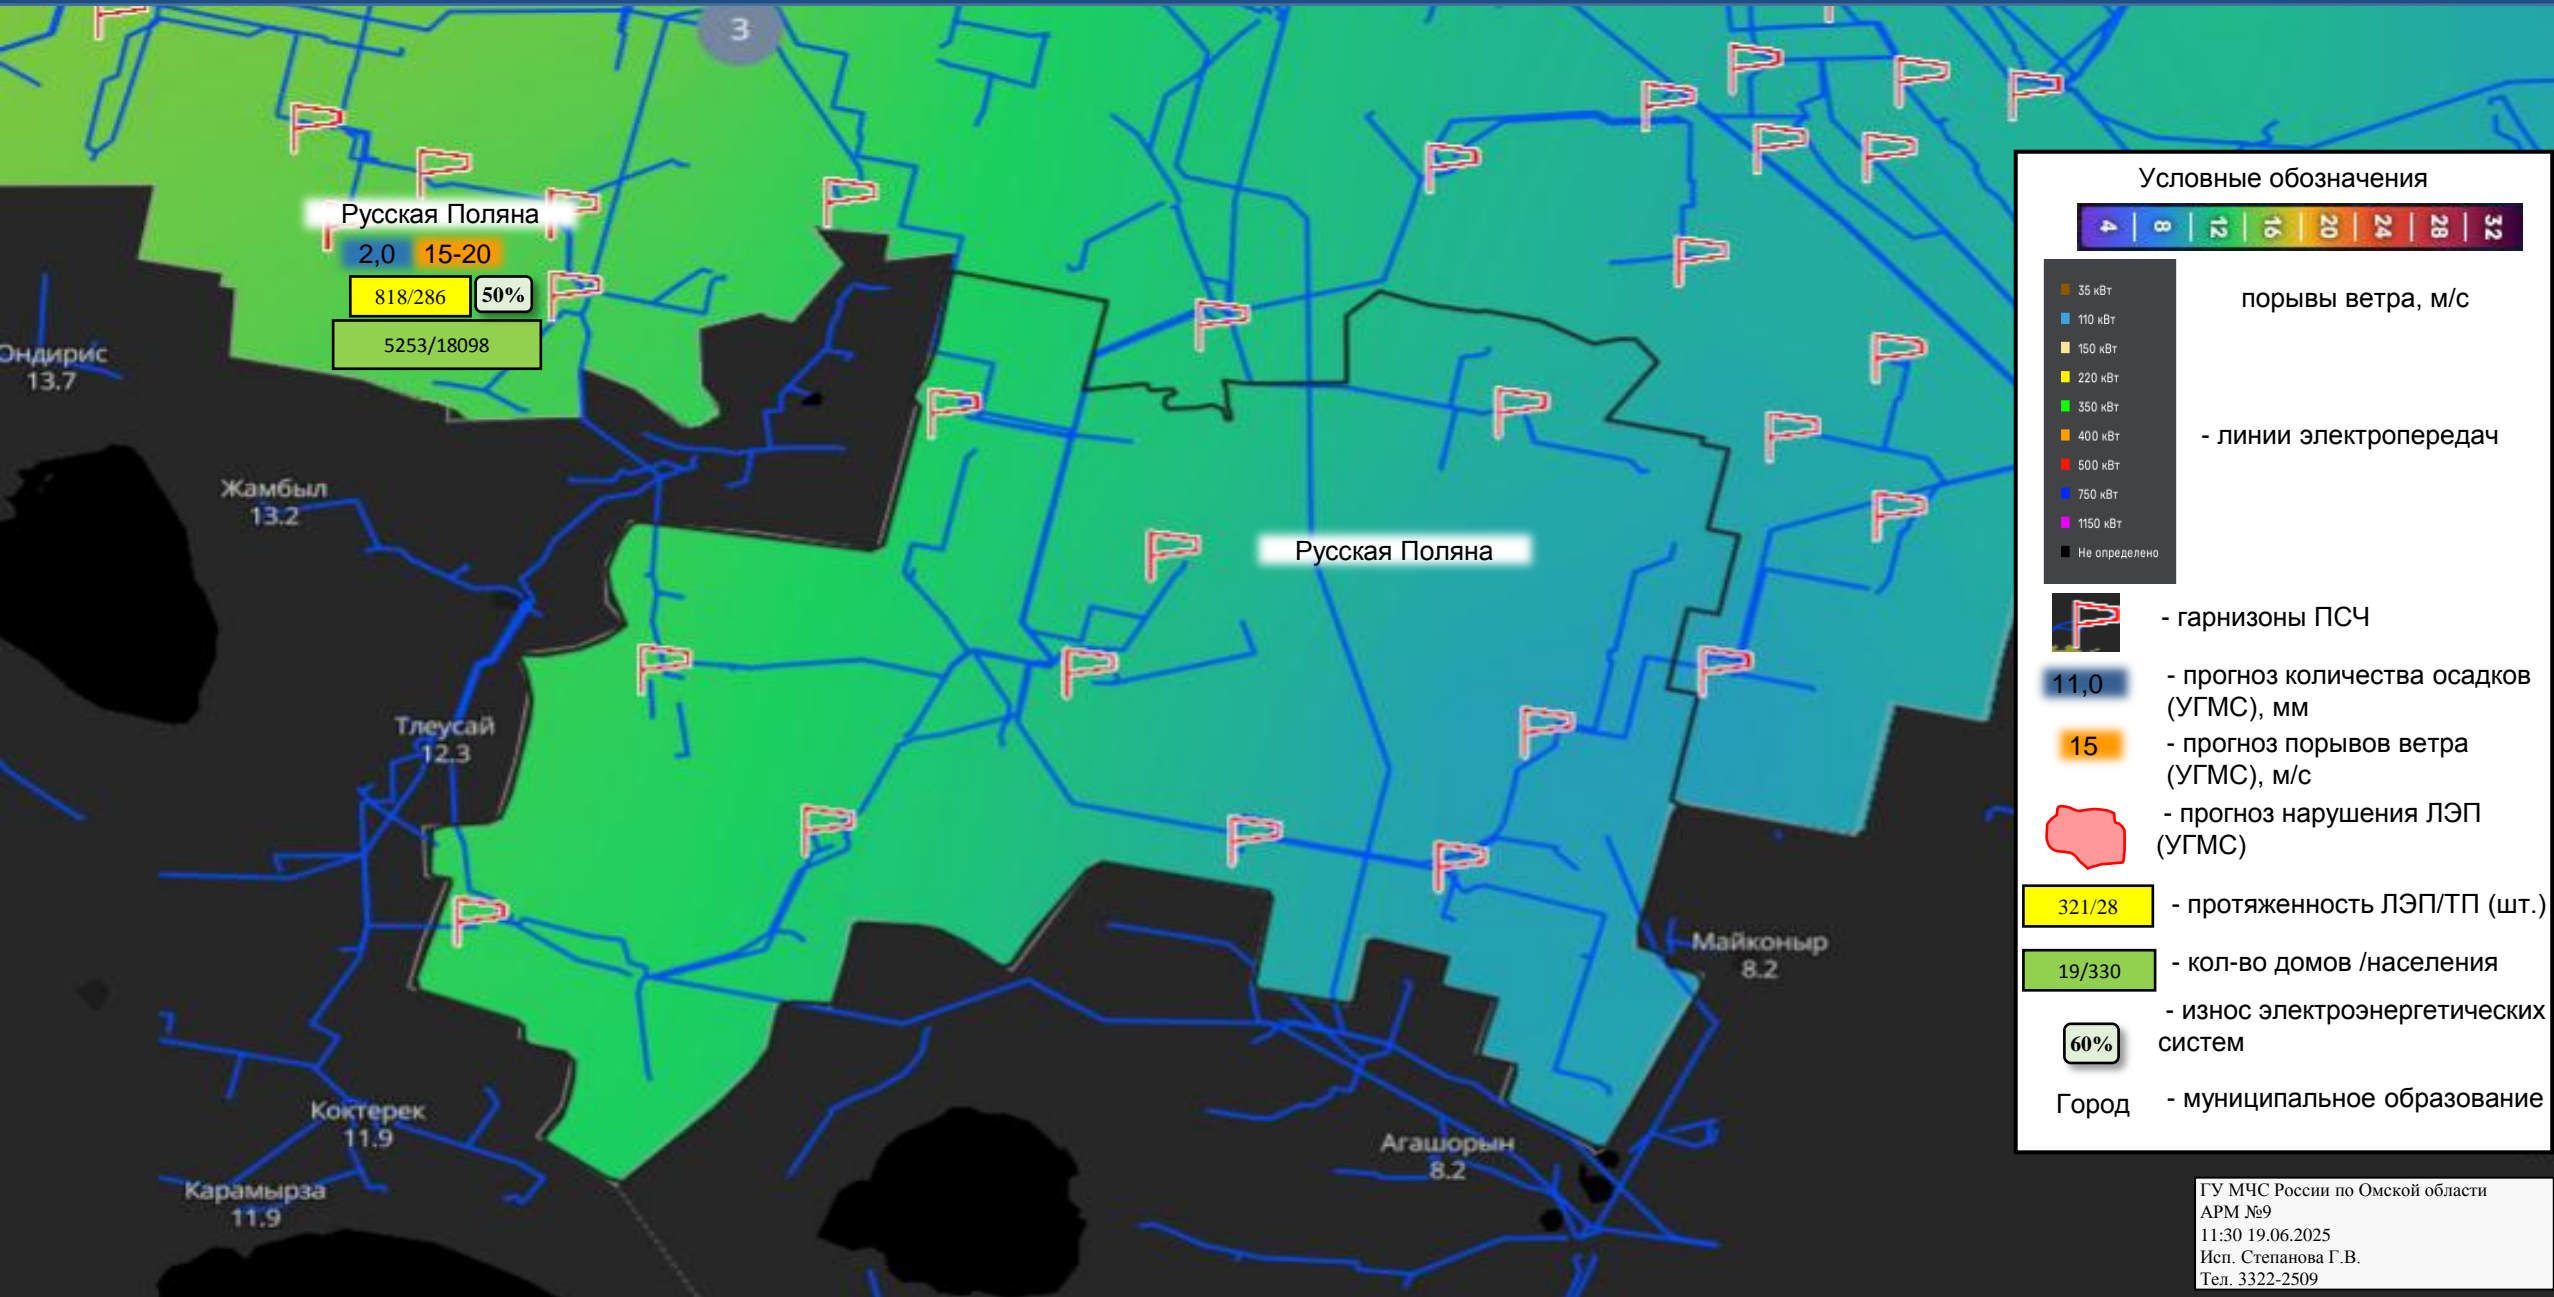 3
Русская Поляна
2,0 15-20
818/286 50%
5253/18098
Ондирис
13.7
Жамбыл
13.2
Русская Поляна
Тлеусай
12.3
Майконыр
8.2
Коктерек
11.9
Агашорын
8.2
Карамырза
11.9
Условные обозначения
4 8 12 16 20 24 28 32
порывы ветра, м/с
35 кВт
110 кВт
150 кВт
220 кВт
350 кВт
400 кВт
500 кВт
750 кВт
1150 кВт
Не определено
- линии электропередач
- гарнизоны ПСЧ
11,0 - прогноз количества осадков
(УГМС), мм
15 - прогноз порывов ветра
(УГМС), м/с
- прогноз нарушения ЛЭП
(УГМС)
321/28 - протяженность ЛЭП/ТП (шт.)
19/330 - кол-во домов /населения
- износ электроэнергетических
60% систем
Город - муниципальное образование
ГУ МЧС России по Омской области
АРМ №9
11:30 19.06.2025
Исп. Степанова Г.В.
Тел. 3322-2509